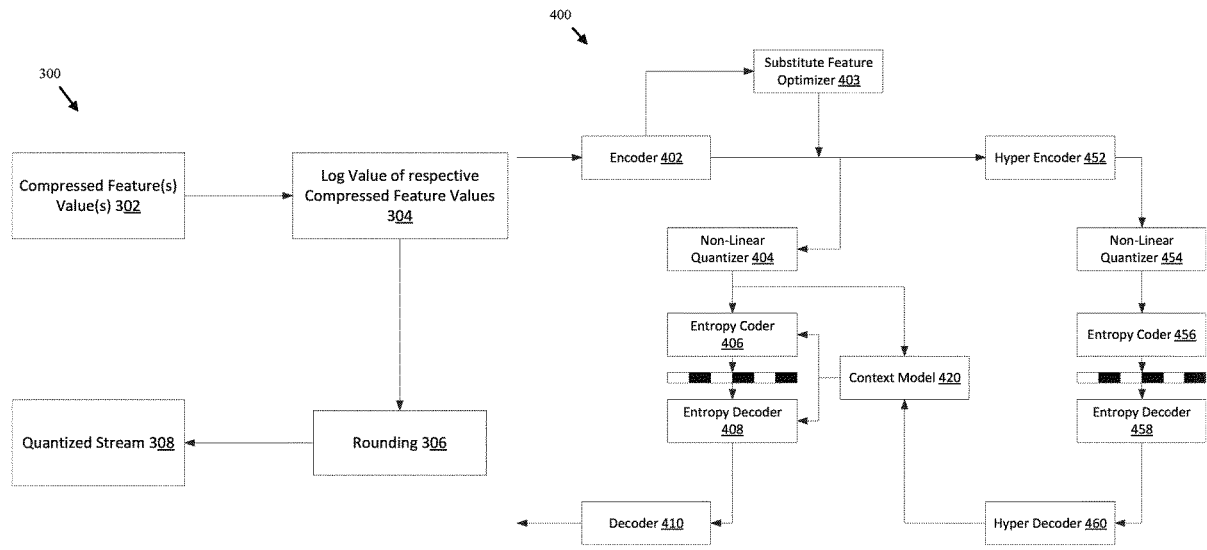 300
Compressed Feature(s)
Value(s) 302
Log Value of respective
Compressed Feature Values
304
Quantized Stream 308
Rounding 306
400
Substitute Feature
Optimizer 403
Encoder 402
Hyper Encoder 452
Non-Linear
Quantizer 404
Non-Linear
Quantizer 454
Entropy Coder
406
Entropy Coder 456
Context Model 420
Entropy Decoder
408
Entropy Decoder
458
Decoder 410
Hyper Decoder 460